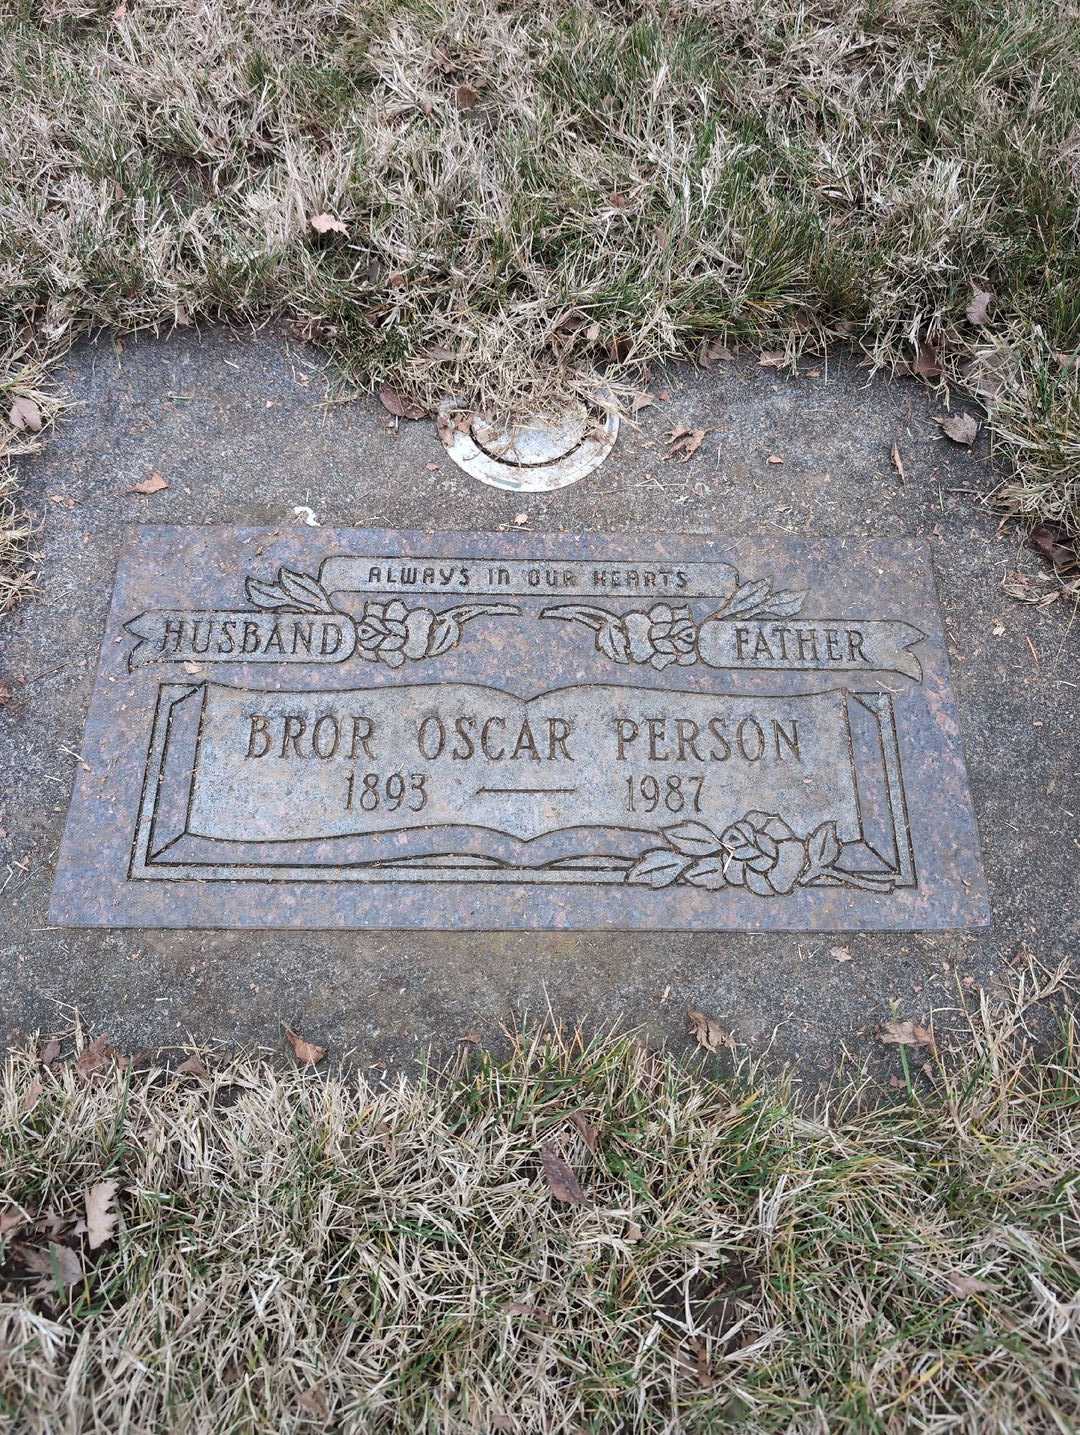 ALWAYS IN OUR HEARTS
HUSBAND FATHER
BROR OSCAR PERSON
1893 — 1987